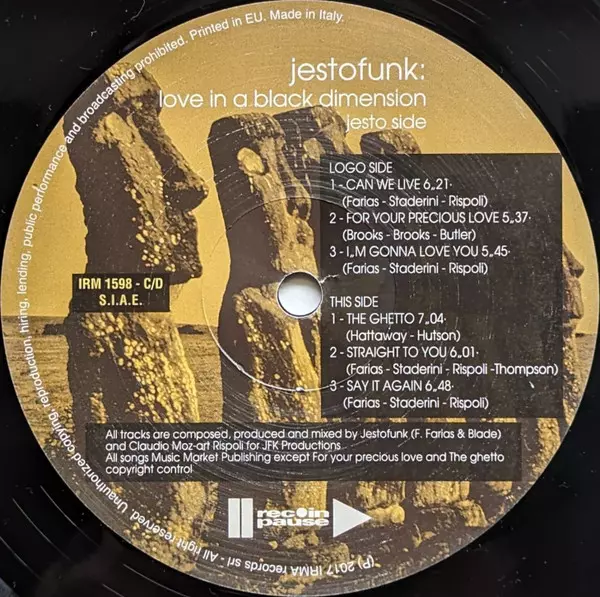 jestofunk:
love in a black dimension
jesto side
LOGO SIDE
1 - CAN WE LIVE 6„21·
(Farias - Staderini - Rispoli)
2 - FOR YOUR PRECIOUS LOVE 5„37·
(Brooks - Brooks - Butler)
3 - I„M GONNA LOVE YOU 5„45·
(Farias - Staderini - Rispoli)
THIS SIDE
1 - THE GHETTO 7„04·
(Hattaway - Hutson)
2 - STRAIGHT TO YOU 6„01·
(Farias - Staderini - Rispoli -Thompson)
3 - SAY IT AGAIN 6„48·
(Farias - Staderini - Rispoli)
IRM 1598 - C/D
S.I.A.E.
All tracks are composed, produced and mixed by Jestofunk (F. Farias & Blade)
and Claudio Moz-art Rispoli for JFK Productions
All songs Music Market Publishing except For your precious love and The ghetto
copyright control
rec in
pause
(P) 2017 IRMA records srl - All right reserved. Unauthorized copying, reproduction, hiring, lending, public performance and broadcasting prohibited. Printed in EU. Made in Italy.